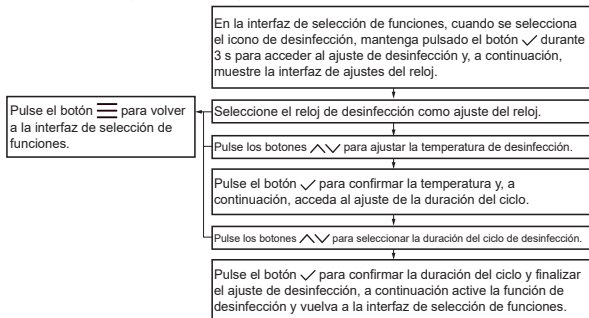 En la interfaz de selección de funciones, cuando se selecciona
el icono de desinfección, mantenga pulsado el botón ✓ durante
3 s para acceder al ajuste de desinfección y, a continuación,
muestre la interfaz de ajustes del reloj.
Pulse el botón ☰ para volver
a la interfaz de selección de
funciones.
Seleccione el reloj de desinfección como ajuste del reloj.
Pulse los botones ∧∨ para ajustar la temperatura de desinfección.
Pulse el botón ✓ para confirmar la temperatura y, a
continuación, acceda al ajuste de la duración del ciclo.
Pulse los botones ∧∨ para seleccionar la duración del ciclo de desinfección.
Pulse el botón ✓ para confirmar la duración del ciclo y finalizar
el ajuste de desinfección, a continuación active la función de
desinfección y vuelva a la interfaz de selección de funciones.